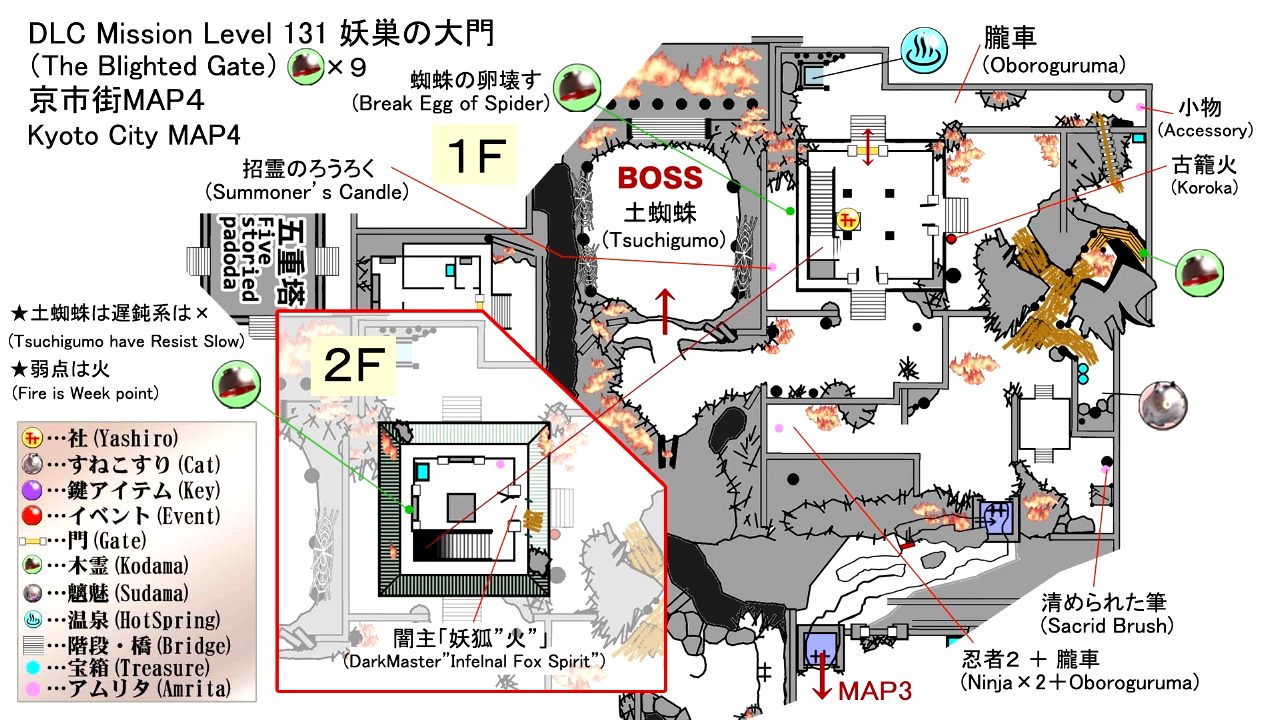 DLC Mission Level 131 妖巣の大門
(The Blighted Gate) ×9
京市街MAP4
Kyoto City MAP4
蜘蛛の卵壊す
(Break Egg of Spider)
1F
招霊のろうろく
(Summoner's Candle)
朧車
(Oboroguruma)
小物
(Accessory)
古籠火
(Koroka)
BOSS
土蜘蛛
(Tsuchigumo)
五重塔
Five
storied
padoda
★土蜘蛛は遅鈍系は×
(Tsuchigumo have Resist Slow)
★弱点は火
(Fire is Week point)
2F
闇主「妖狐”火”」
(DarkMaster”Infelnal Fox Spirit”)
…社(Yashiro)
…すねこすり(Cat)
…鍵アイテム(Key)
…イベント(Event)
…門(Gate)
…木霊(Kodama)
…魑魅(Sudama)
…温泉(HotSpring)
…階段・橋(Bridge)
…宝箱(Treasure)
…アムリタ(Amrita)
清められた筆
(Sacrid Brush)
忍者2 + 朧車
(Ninja×2+Oboroguruma)
MAP3